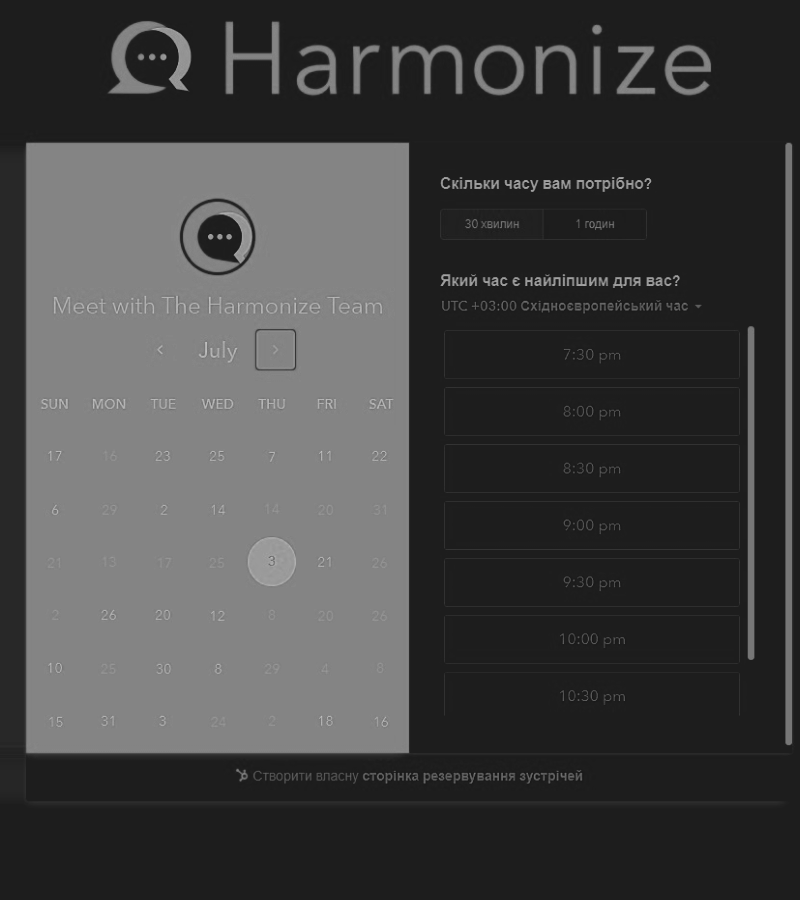 Harmonize
Meet with The Harmonize Team
July
SUN MON TUE WED THU FRI SAT
17 16 23 25 7 11 22
6 29 2 14 14 20 31
21 13 17 25 3 21 26
2 26 20 12 8 20 26
10 25 30 8 29 4 8
15 31 3 24 2 18 16
Скільки часу вам потрібно?
30 хвилин 1 годин
Який час є найліпшим для вас?
UTC +03:00 Східноєвропейський час
7:30 pm
8:00 pm
8:30 pm
9:00 pm
9:30 pm
10:00 pm
10:30 pm
Створити власну сторінка резервування зустрічей